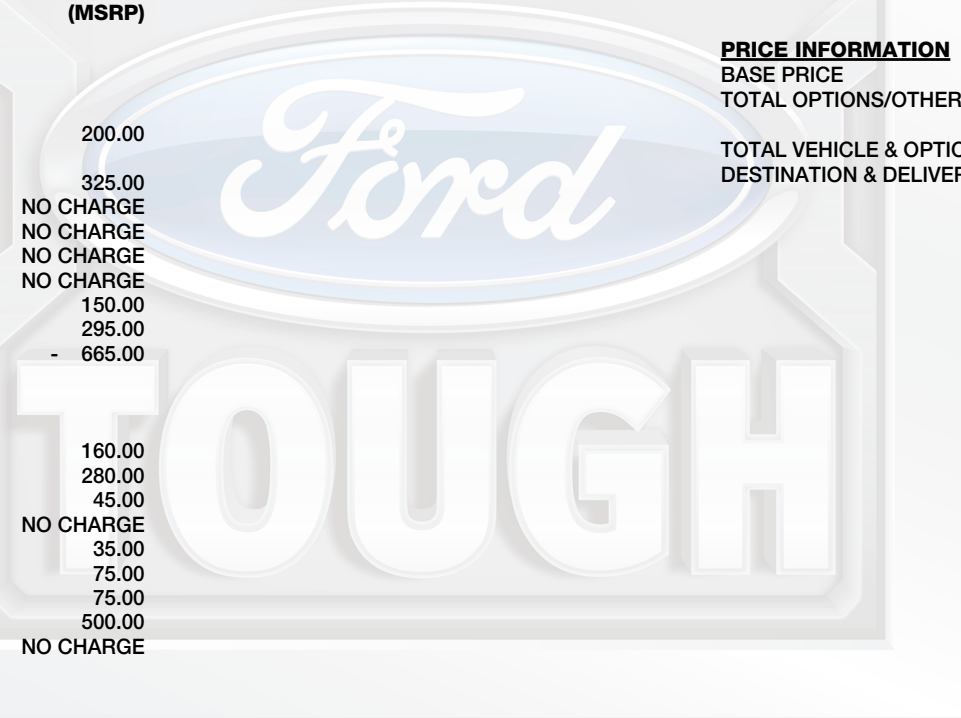 (MSRP)
200.00
325.00
NO CHARGE
NO CHARGE
NO CHARGE
NO CHARGE
150.00
295.00
- 665.00
160.00
280.00
45.00
NO CHARGE
35.00
75.00
75.00
500.00
NO CHARGE
PRICE INFORMATION
BASE PRICE
TOTAL OPTIONS/OTHER
TOTAL VEHICLE & OPTIO
DESTINATION & DELIVER
Ford
TOUGH